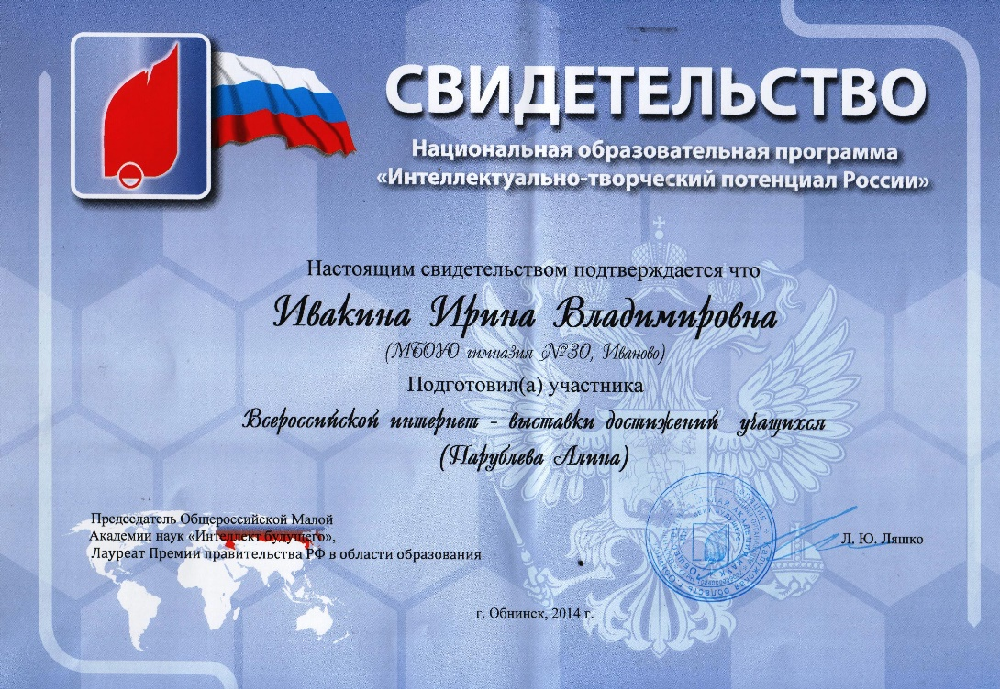 СВИДЕТЕЛЬСТВО
Национальная образовательная программа
«Интеллектуально-творческий потенциал России»
Настоящим свидетельством подтверждается что
Ивакина Ирина Владимировна
(МБОУО гимназия №30, Иваново)
Подготовил(а) участника
Всероссийской интернет - выставки достижений учащихся
(Парублева Алина)
Председатель Общероссийской Малой
Академии наук «Интеллект будущего»,
Лауреат Премии правительства РФ в области образования
Л. Ю. Ляшко
г. Обнинск, 2014 г.